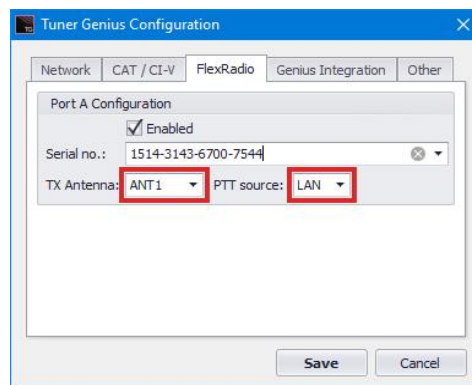 TG Tuner Genius Configuration
Network CAT / CI-V FlexRadio Genius Integration Other
Port A Configuration
Enabled
Serial no.: 1514-3143-6700-7544
TX Antenna: ANT1 PTT source: LAN
Save Cancel